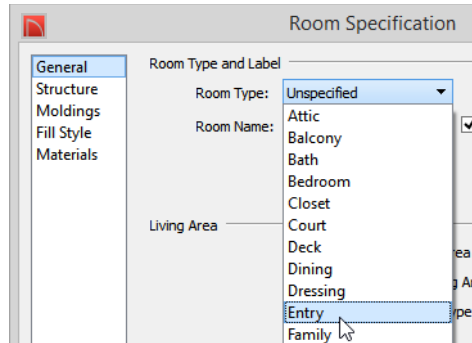 Room Specification
General
Structure
Moldings
Fill Style
Materials
Room Type and Label
Room Type: Unspecified
Room Name:
Attic
Balcony
Bath
Bedroom
Closet
Court
Deck
Dining
Dressing
Entry
Family
Living Area